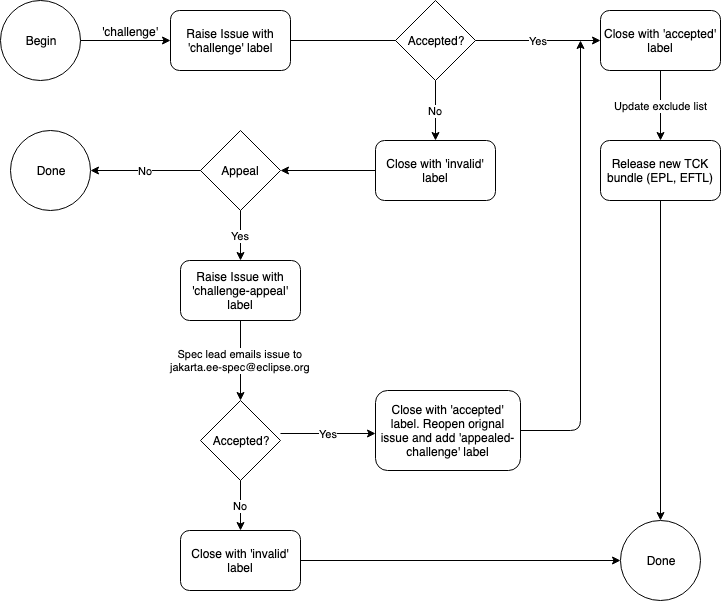 Begin
'challenge'
Raise Issue with
'challenge' label
Accepted?
Yes
Close with 'accepted'
label
No
Update exclude list
Done
No
Appeal
Close with 'invalid'
label
Release new TCK
bundle (EPL, EFTL)
Yes
Raise Issue with
'challenge-appeal'
label
Spec lead emails issue to
jakarta.ee-spec@eclipse.org
Accepted?
Yes
Close with 'accepted'
label. Reopen orignal
issue and add 'appealed-
challenge' label
No
Close with 'invalid'
label
Done